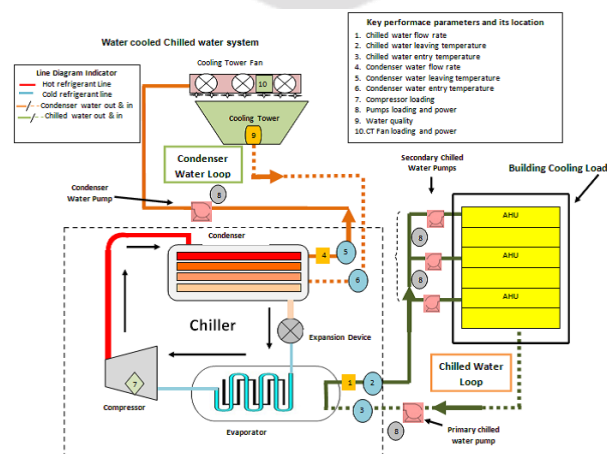 Key performace parameters and its location
1. Chilled water flow rate
2. Chilled water leaving temperature
3. Chilled water entry temperature
4. Condenser water flow rate
5. Condenser water leaving temperature
6. Condenser water entry temperature
7. Compressor loading
8. Pumps loading and power
9. Water quality
10.CT Fan loading and power
Water cooled Chilled water system
Line Diagram Indicator
Hot refrigerant Line
Cold refrigerant line
Condenser water out & in
Chilled water out & in
Cooling Tower Fan
10
Cooling Tower
9
Condenser
Water Loop
Condenser
Water Pump
8
Secondary Chilled
Water Pumps
Building Cooling Load
AHU
8
AHU
8
AHU
Condenser
4
5
6
Chiller
Expansion Device
7
Compressor
Evaporator
1
2
3
Chilled Water
Loop
8
Primary chilled
water pump